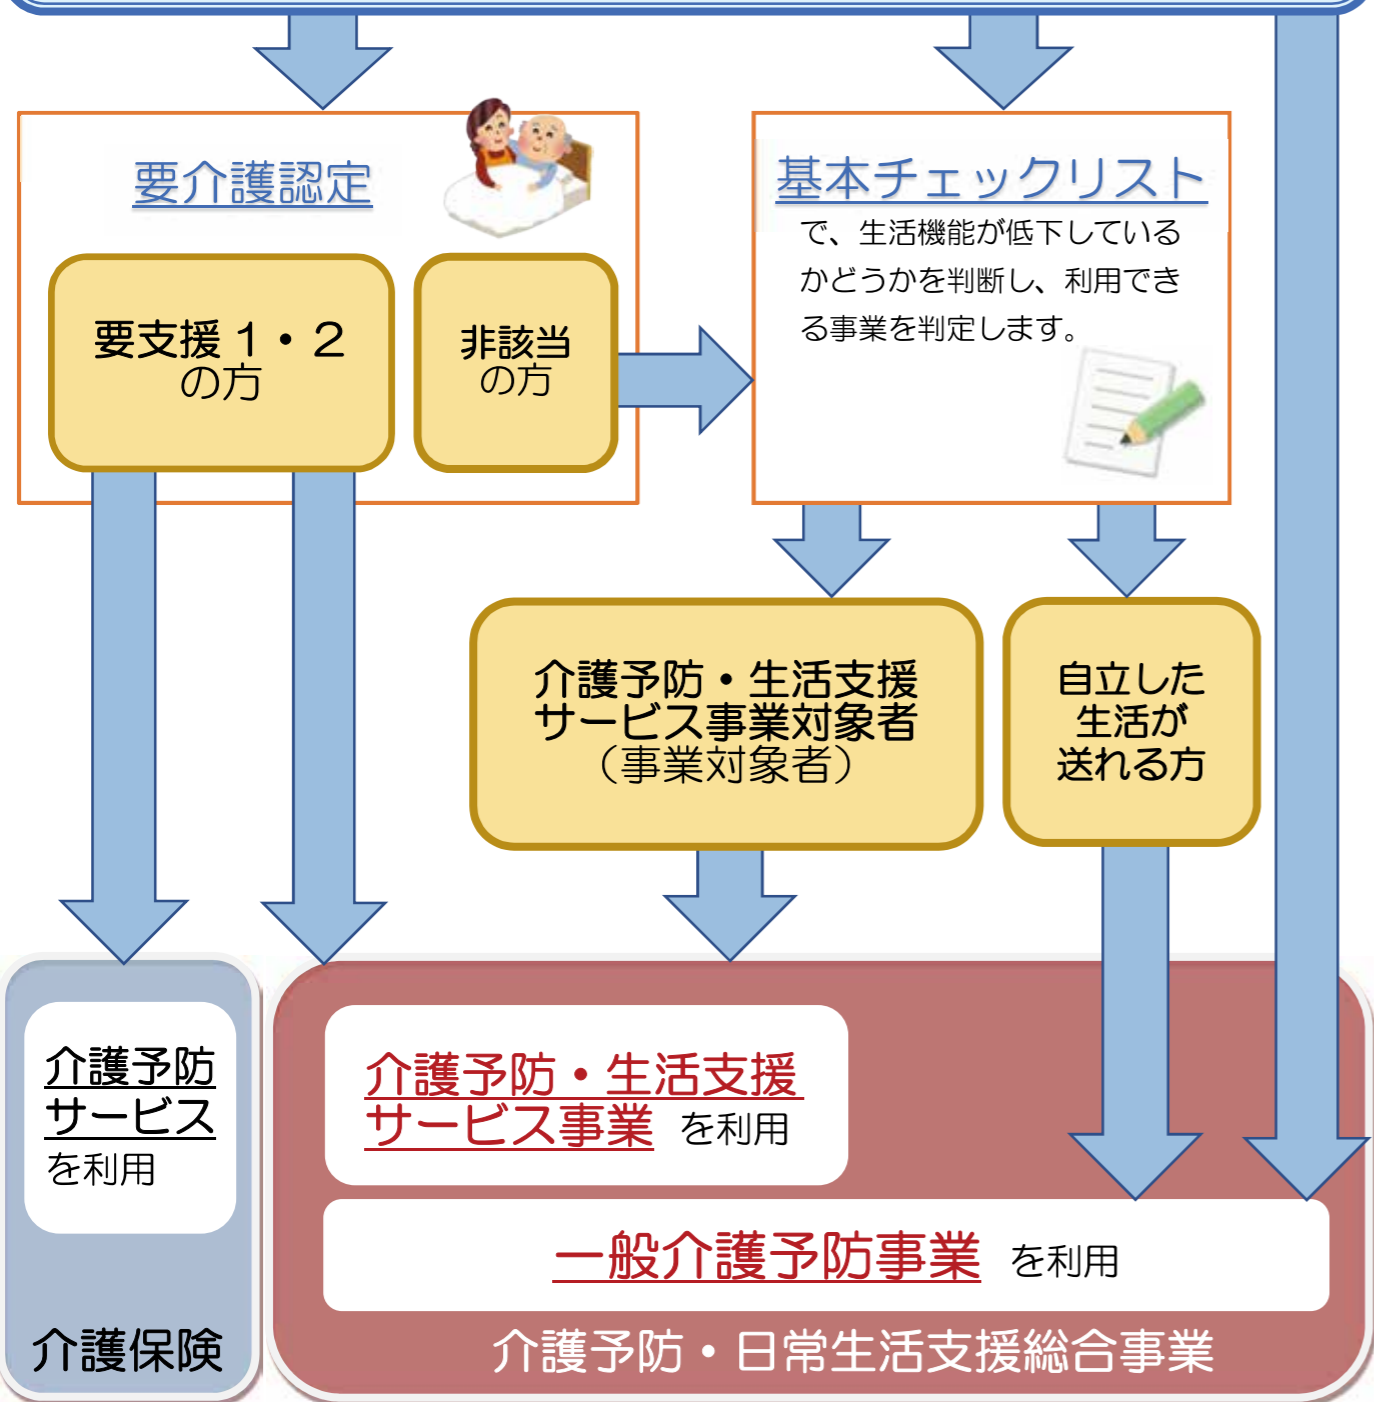 要介護認定
要支援１・２
の方
非該当
の方
基本チェックリスト
で、生活機能が低下している
かどうかを判断し、利用でき
る事業を判定します。
介護予防・生活支援
サービス事業対象者
（事業対象者）
自立した
生活が
送れる方
介護予防
サービス
を利用
介護保険
介護予防・生活支援
サービス事業 を利用
一般介護予防事業 を利用
介護予防・日常生活支援総合事業